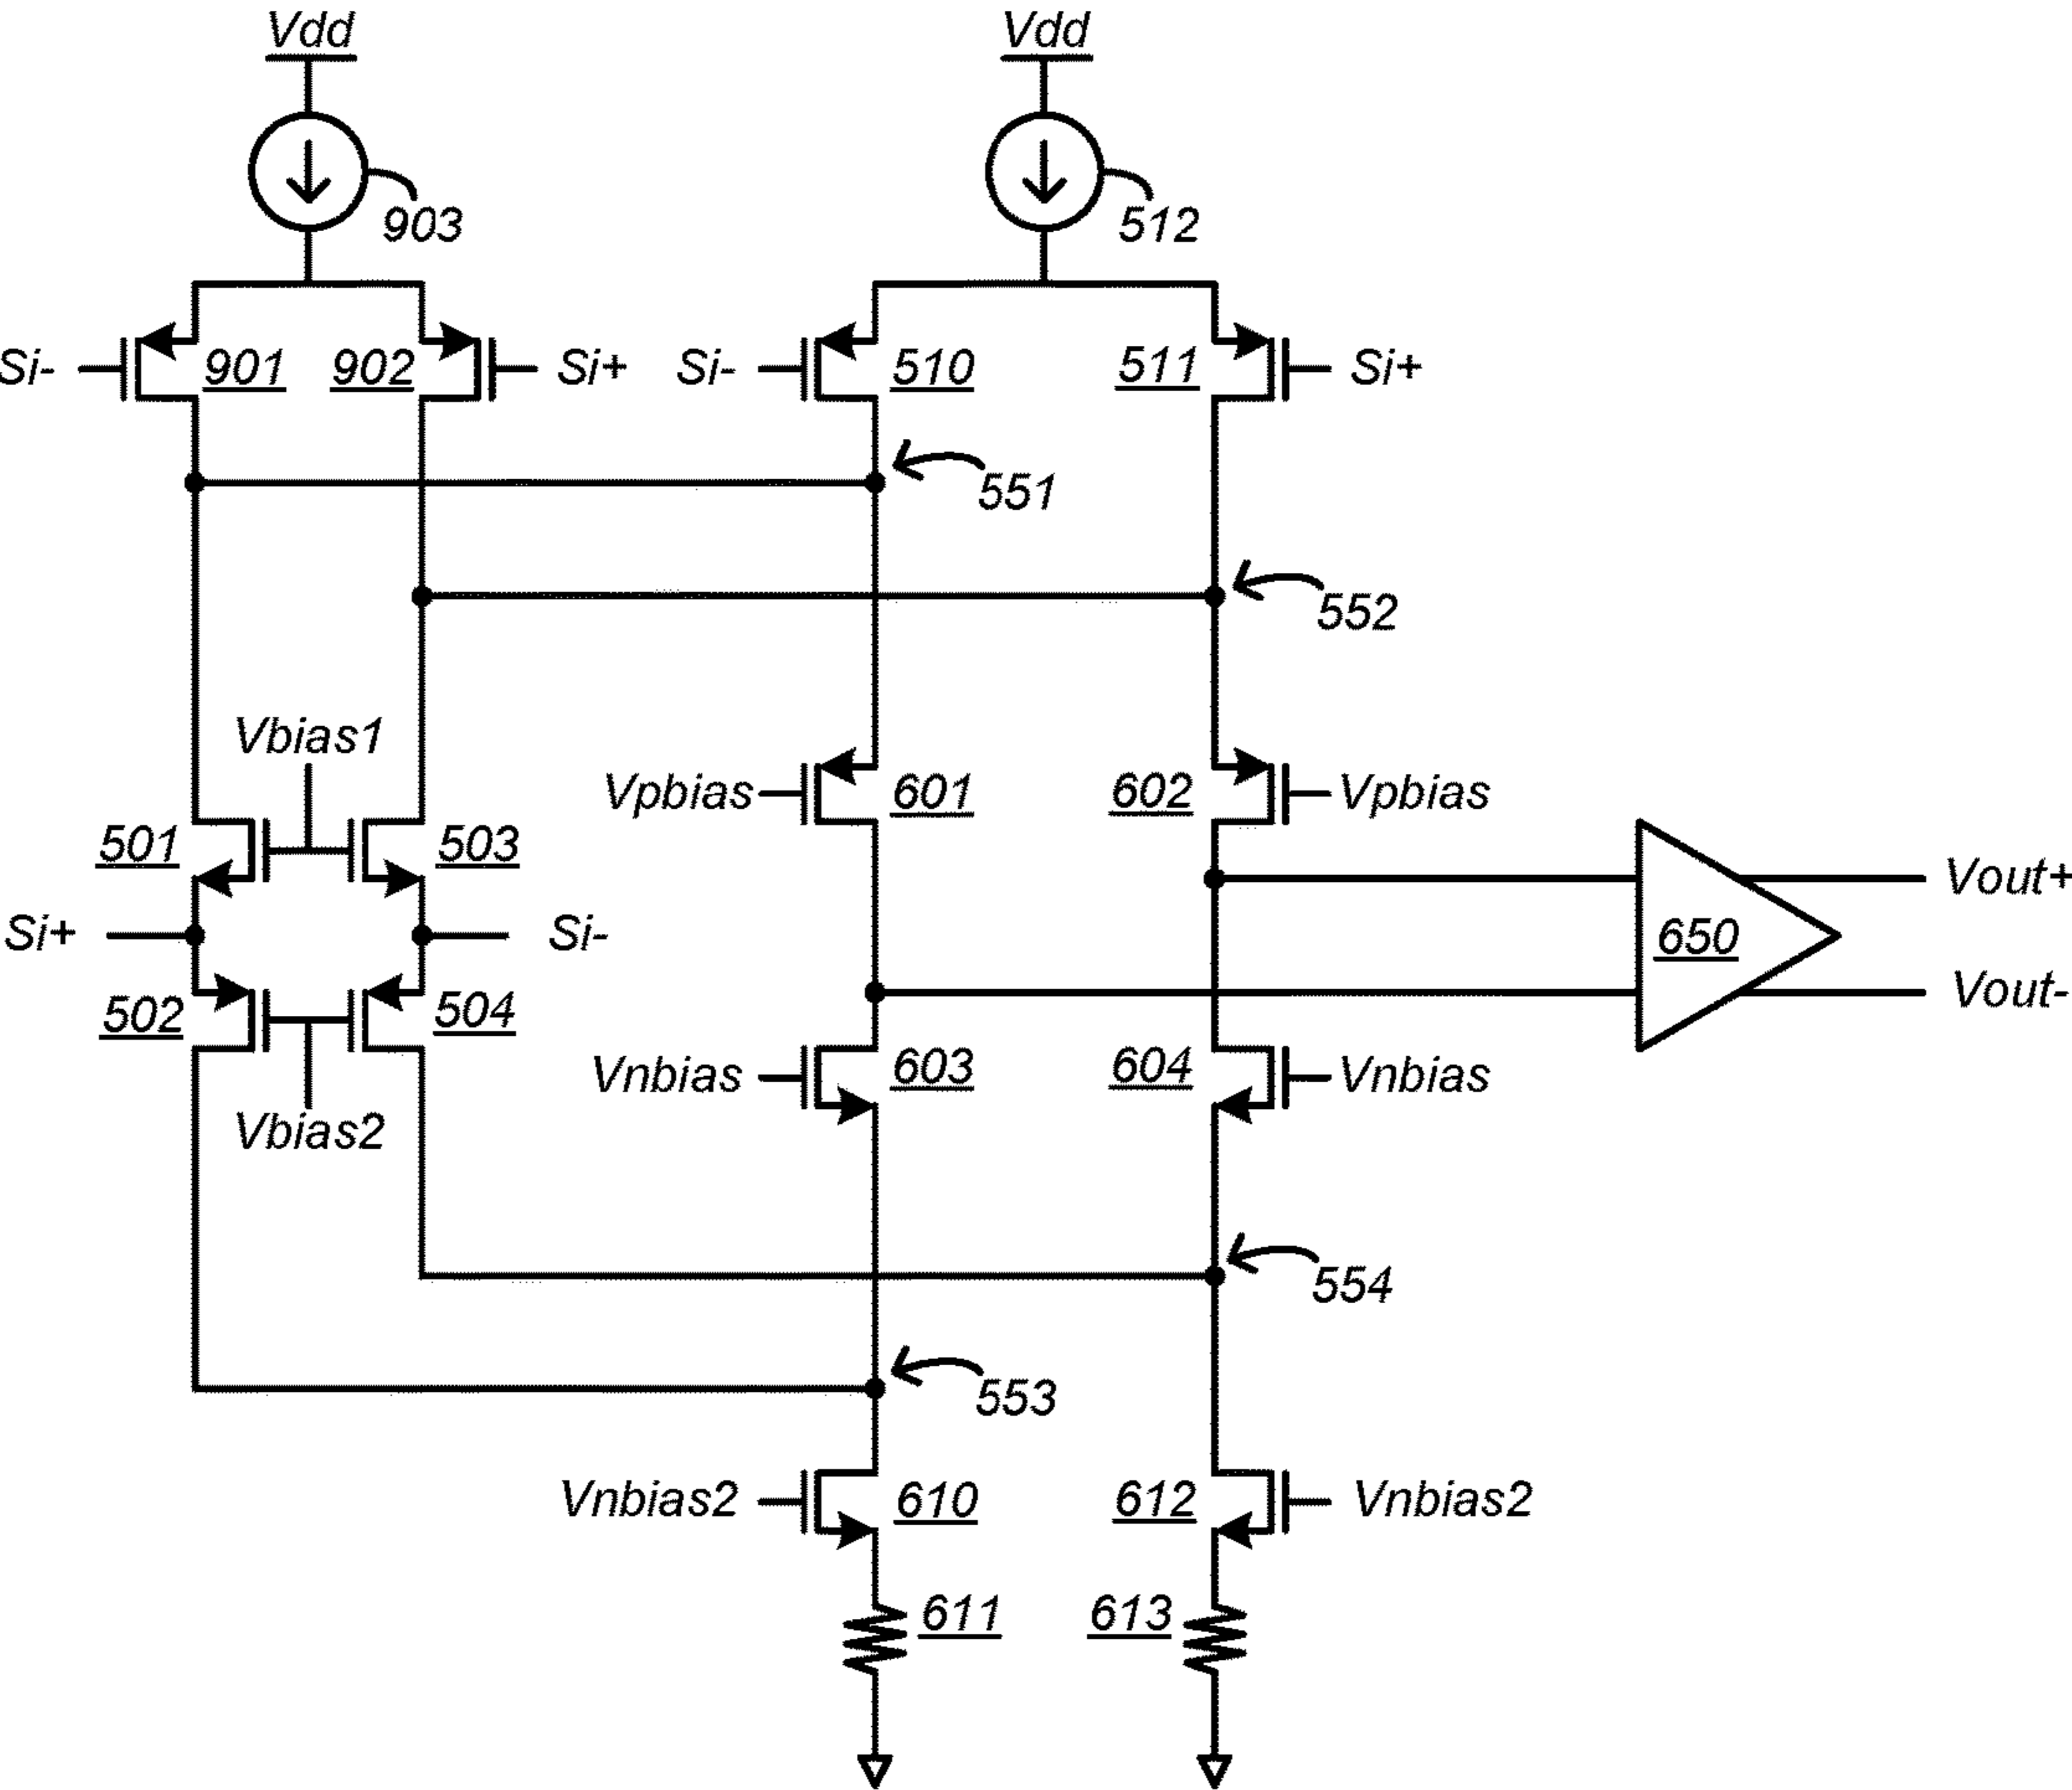 Vdd Vdd
903 512
Si- 901 902 Si+ Si- 510 511 Si+
551
552
Vbias1
Vpbias 601 602 Vpbias
501 503
Vout+
Si+ Si- 650
Vout-
502 504
Vnbias 603 604 Vnbias
Vbias2
554
553
Vnbias2 610 612 Vnbias2
611 613